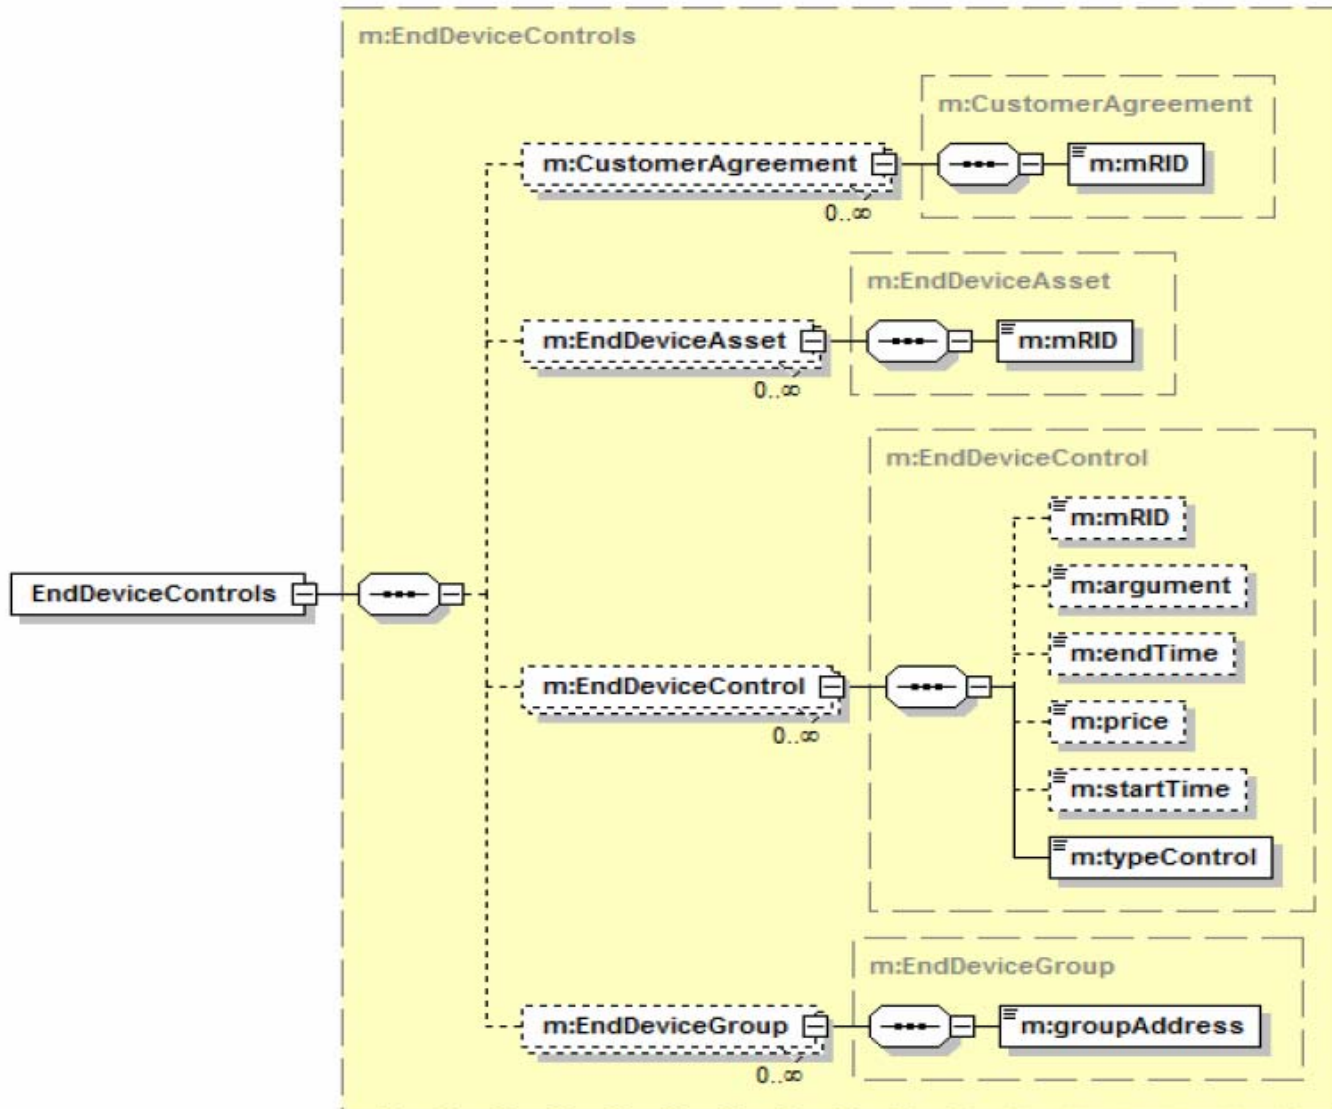 m:EndDeviceControls
m:CustomerAgreement
m:CustomerAgreement
m:mRID
0..∞
m:EndDeviceAsset
m:EndDeviceAsset
m:mRID
0..∞
m:EndDeviceControl
m:mRID
m:argument
EndDeviceControls
m:endTime
m:EndDeviceControl
m:price
0..∞
m:startTime
m:typeControl
m:EndDeviceGroup
m:EndDeviceGroup
m:groupAddress
0..∞